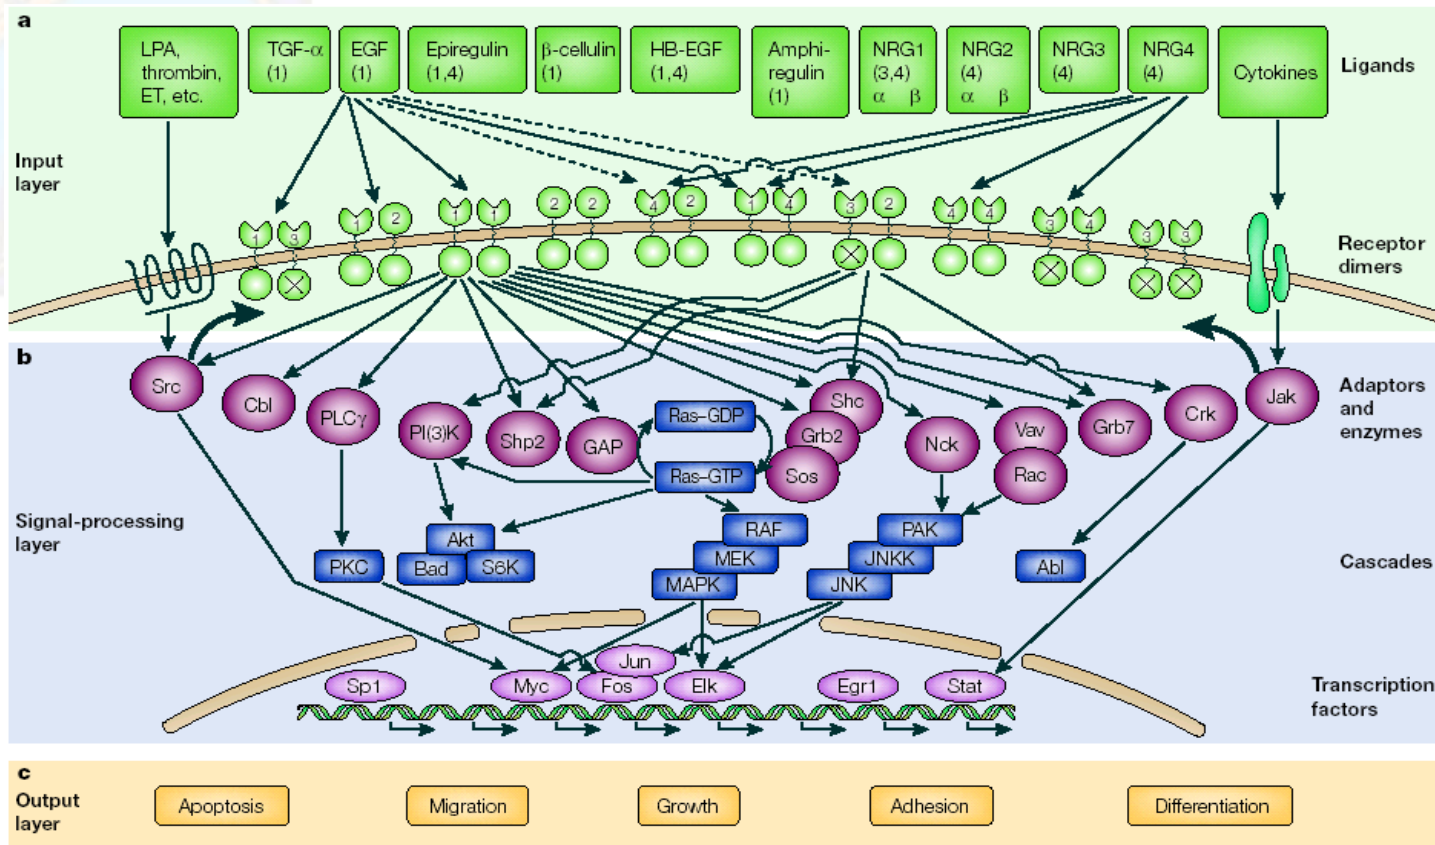 a
LPA,
thrombin,
ET, etc.
TGF-α
(1)
EGF
(1)
Epiregulin
(1,4)
β-cellulin
(1)
HB-EGF
(1,4)
Amphi-
regulin
(1)
NRG1
(3,4)
α β
NRG2
(4)
α β
NRG3
(4)
NRG4
(4)
Cytokines
Ligands
Input
layer
1 3
1 2
1 1
2 2
4 2
1 4
3 2
4 4
3 4
3 3
Receptor
dimers
b
Src
Cbl
PLCγ
PI(3)K
Shp2
GAP
Ras–GDP
Ras–GTP
Shc
Grb2
Sos
Nck
Vav
Rac
Grb7
Crk
Jak
Adaptors
and
enzymes
Signal-processing
layer
PKC
Akt
Bad
S6K
RAF
MEK
MAPK
PAK
JNKK
JNK
Abl
Cascades
Sp1
Myc
Jun
Fos
Elk
Egr1
Stat
Transcription
factors
c
Output
layer
Apoptosis
Migration
Growth
Adhesion
Differentiation